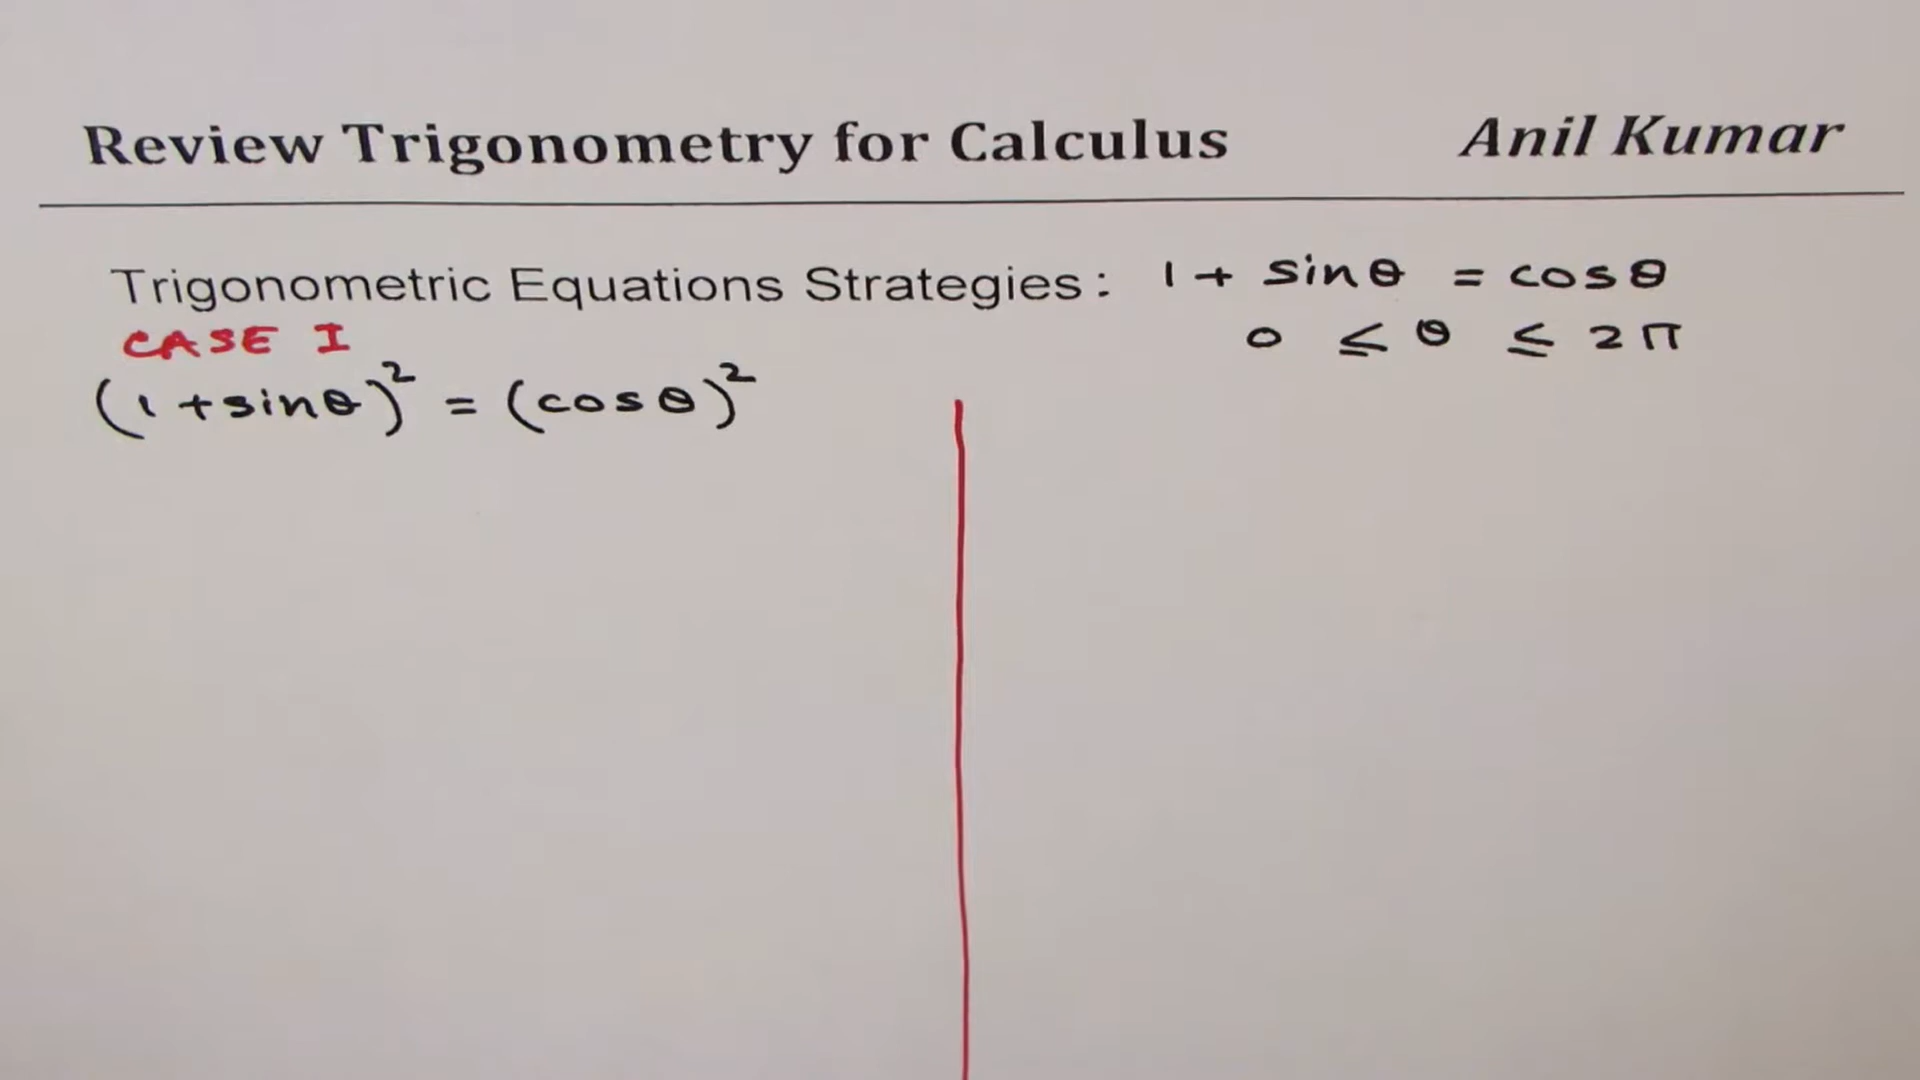 Review Trigonometry for Calculus Anil Kumar
Trigonometric Equations Strategies: 1 + sinθ = cosθ
CASE I 0 ≤ θ ≤ 2π
(1 + sinθ)² = (cosθ)²